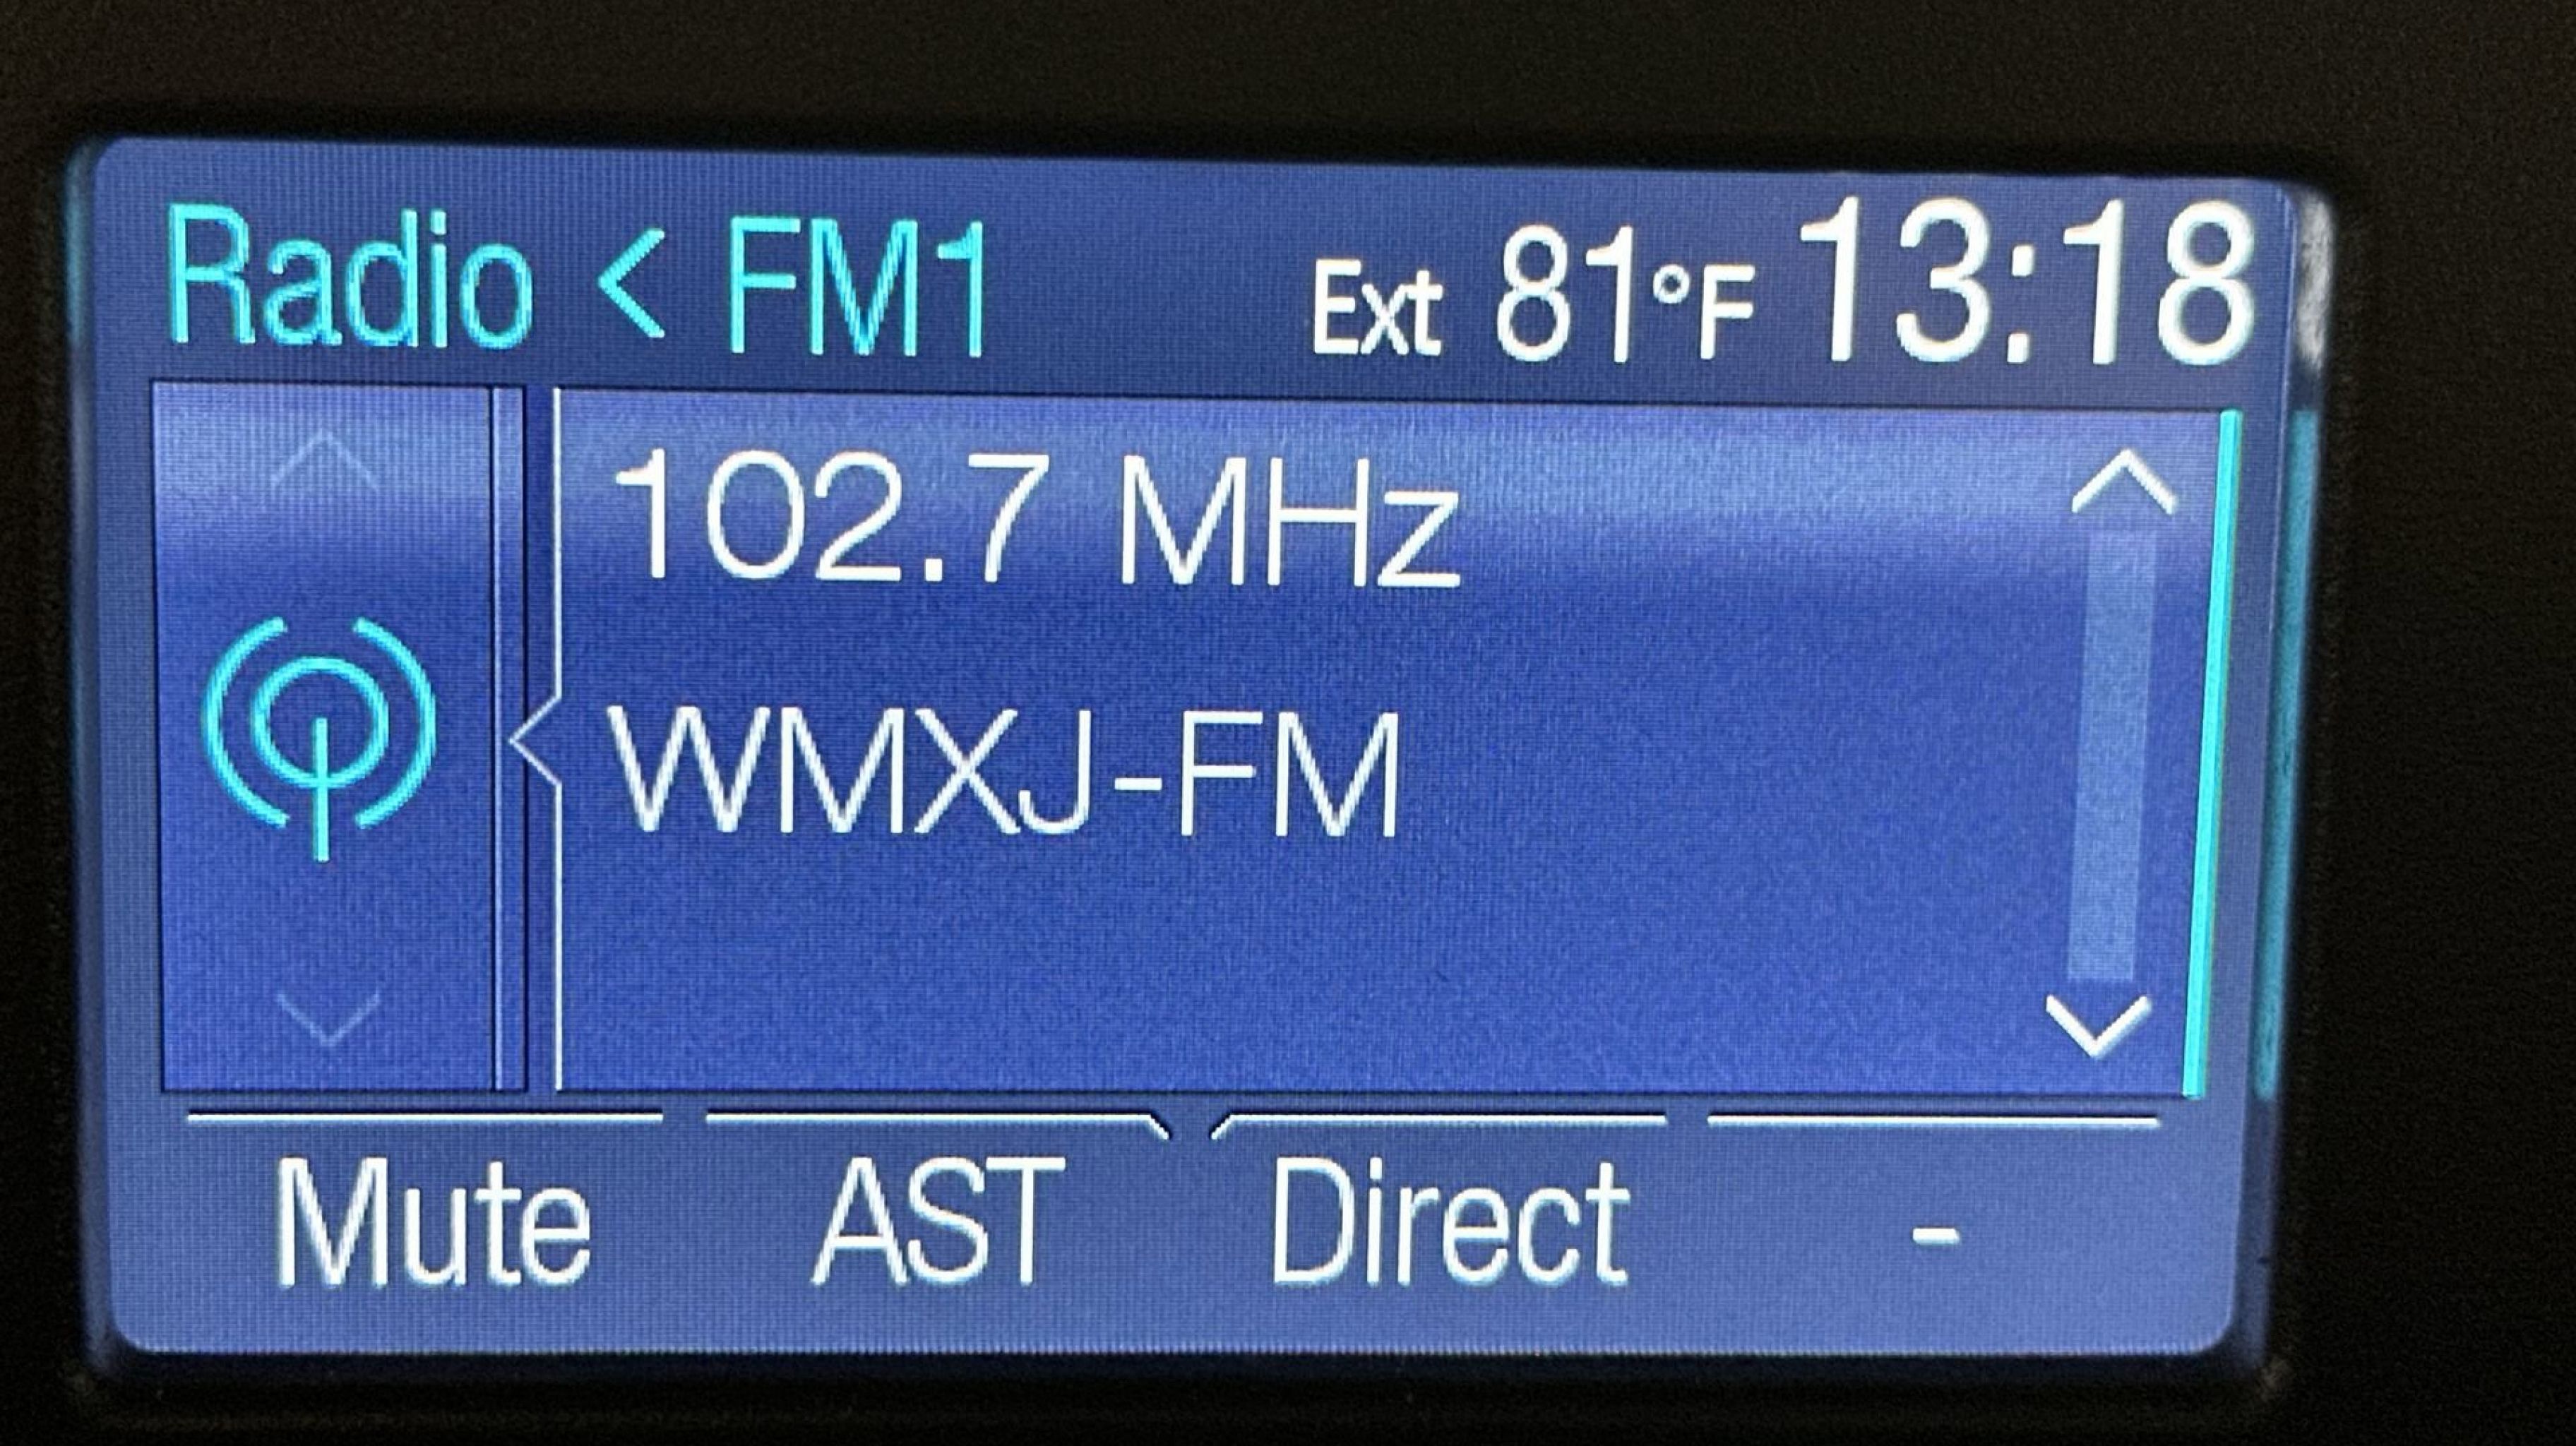 Radio < FM1 Ext 81°F 13:18
102.7 MHz
WMXJ-FM
Mute AST Direct -